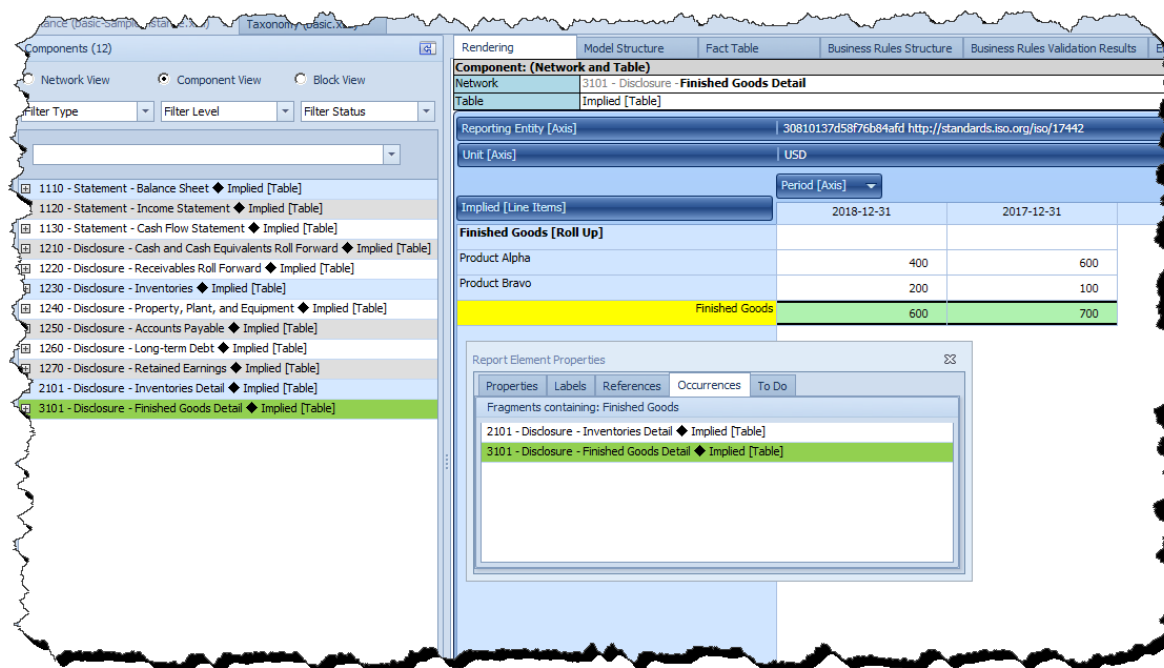 Taxonomy (basic.x
Components (12)
Network View
Component View
Block View
Filter Type
Filter Level
Filter Status
1110 - Statement - Balance Sheet ◆ Implied [Table]
1120 - Statement - Income Statement ◆ Implied [Table]
1130 - Statement - Cash Flow Statement ◆ Implied [Table]
1210 - Disclosure - Cash and Cash Equivalents Roll Forward ◆ Implied [Table]
1220 - Disclosure - Receivables Roll Forward ◆ Implied [Table]
1230 - Disclosure - Inventories ◆ Implied [Table]
1240 - Disclosure - Property, Plant, and Equipment ◆ Implied [Table]
1250 - Disclosure - Accounts Payable ◆ Implied [Table]
1260 - Disclosure - Long-term Debt ◆ Implied [Table]
1270 - Disclosure - Retained Earnings ◆ Implied [Table]
2101 - Disclosure - Inventories Detail ◆ Implied [Table]
3101 - Disclosure - Finished Goods Detail ◆ Implied [Table]
Rendering Model Structure Fact Table Business Rules Structure Business Rules Validation Results
Component: (Network and Table)
Network 3101 - Disclosure - Finished Goods Detail
Table Implied [Table]
Reporting Entity [Axis] 30810137d58f76b84afd http://standards.iso.org/iso/17442
Unit [Axis] USD
Period [Axis]
Implied [Line Items] 2018-12-31 2017-12-31
Finished Goods [Roll Up]
Product Alpha 400 600
Product Bravo 200 100
Finished Goods 600 700
Report Element Properties
Properties Labels References Occurrences To Do
Fragments containing: Finished Goods
2101 - Disclosure - Inventories Detail ◆ Implied [Table]
3101 - Disclosure - Finished Goods Detail ◆ Implied [Table]